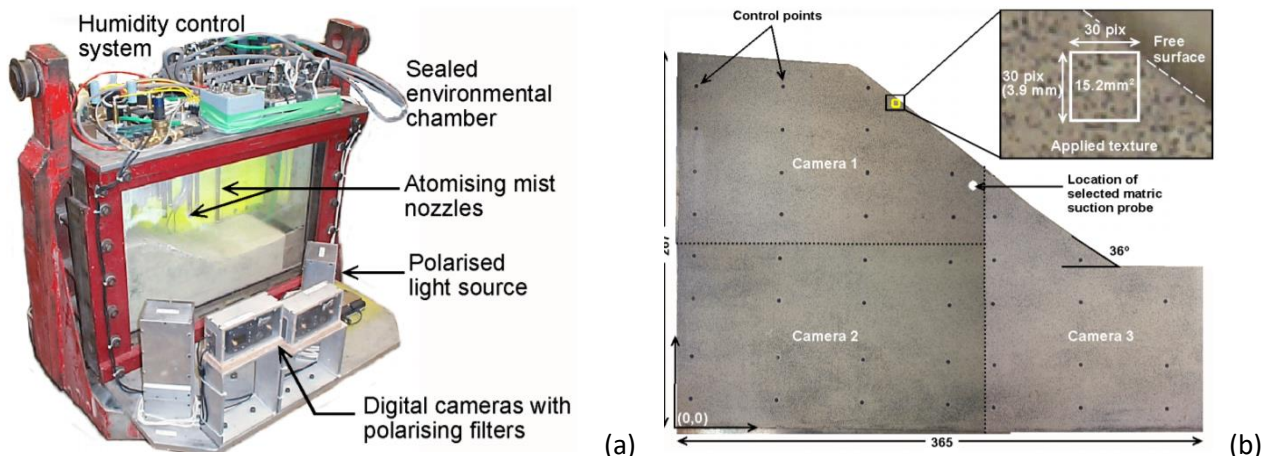 Humidity control
system
Sealed
environmental
chamber
Atomising mist
nozzles
Polarised
light source
Digital cameras with
polarising filters
(a)
Control points
30 pix
Free
surface
30 pix
(3.9 mm)
15.2mm²
Applied texture
Camera 1
Location of
selected matric
suction probe
36°
Camera 2
Camera 3
(0,0)
365
(b)